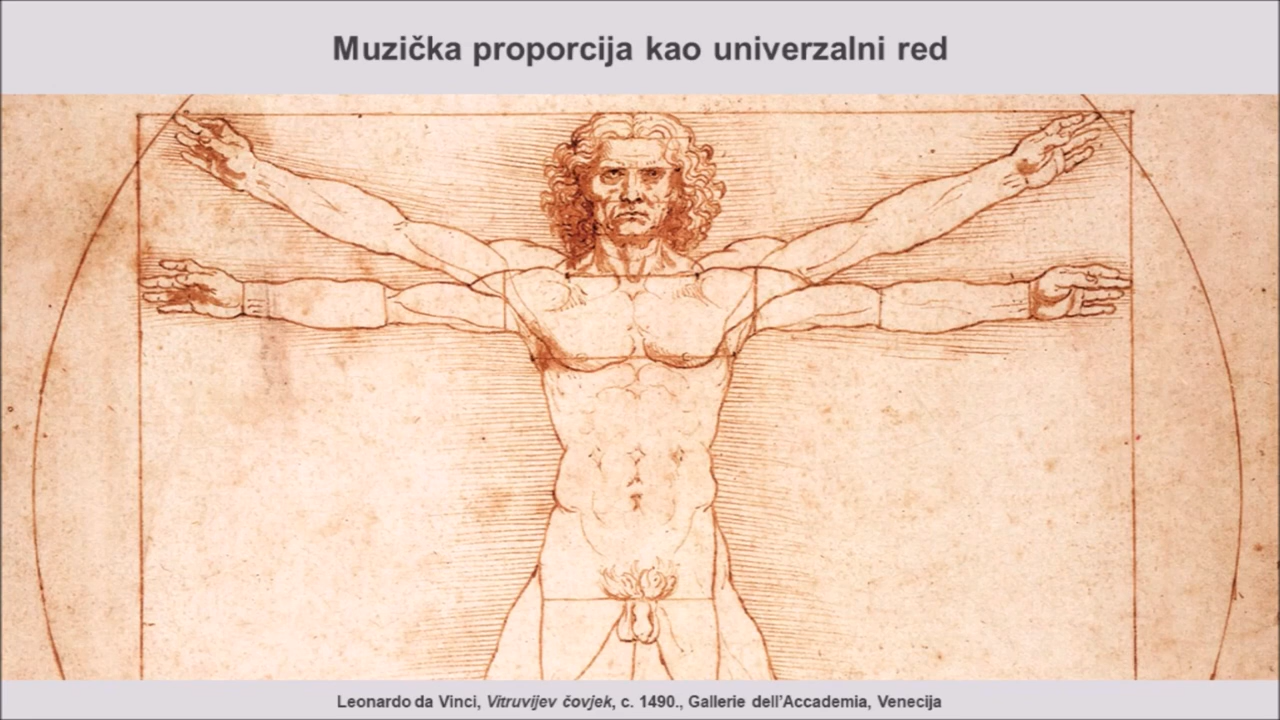 Muzička proporcija kao univerzalni red
Leonardo da Vinci, Vitruvijev čovjek, c. 1490., Gallerie dell'Accademia, Venecija